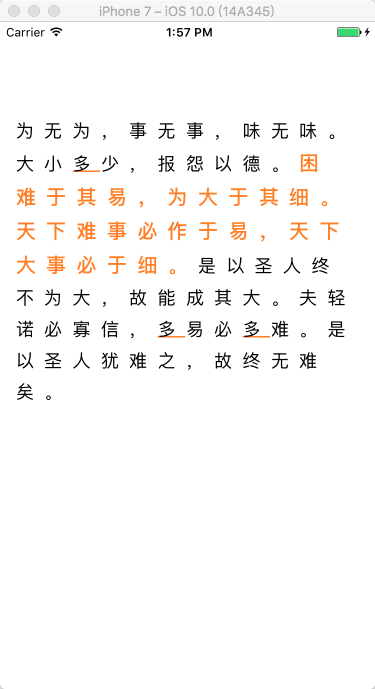 iPhone 7 – iOS 10.0 (14A345)
Carrier 1:57 PM
为无为，事无事，味无味。
大小多少，报怨以德。困
难于其易，为大于其细。
天下难事必作于易，天下
大事必于细。是以圣人终
不为大，故能成其大。夫轻
诺必寡信，多易必多难。是
以圣人犹难之，故终无难
矣。